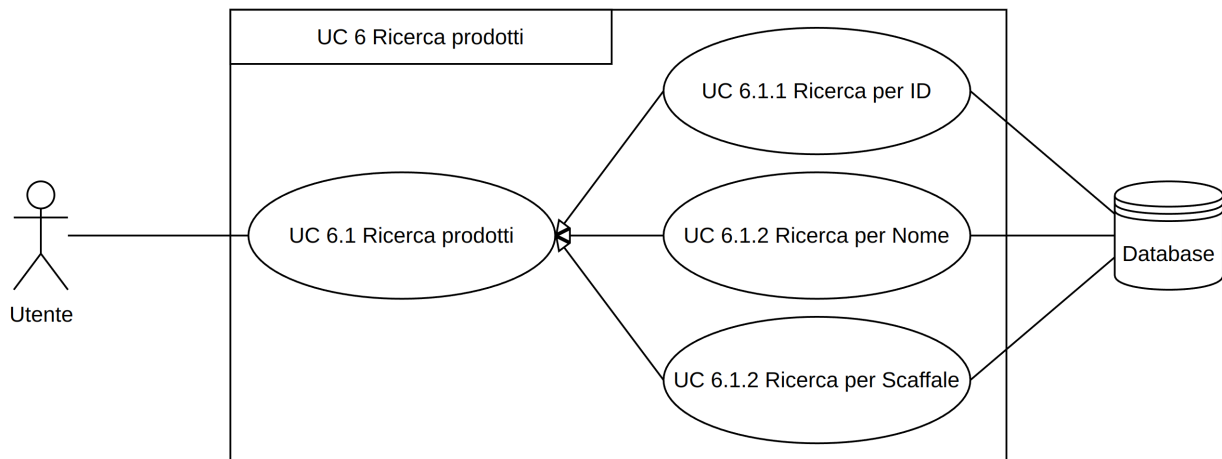 UC 6 Ricerca prodotti
UC 6.1.1 Ricerca per ID
UC 6.1 Ricerca prodotti
UC 6.1.2 Ricerca per Nome
Database
Utente
UC 6.1.2 Ricerca per Scaffale